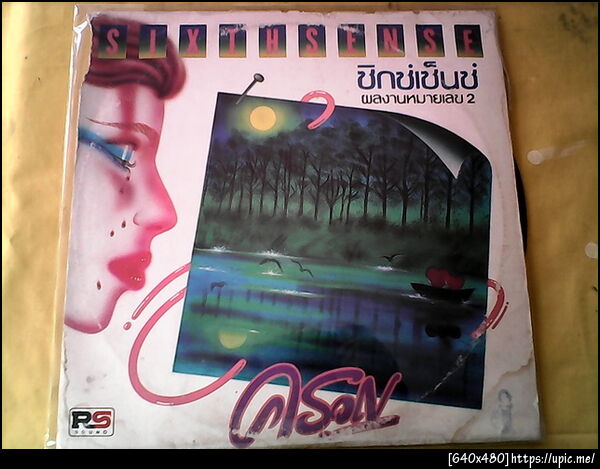 SIXTHSENSE
ซิกซ์เซ็นซ์
ผลงานหมายเลข 2
RS
SOUND
[640x480]https://upic.me/